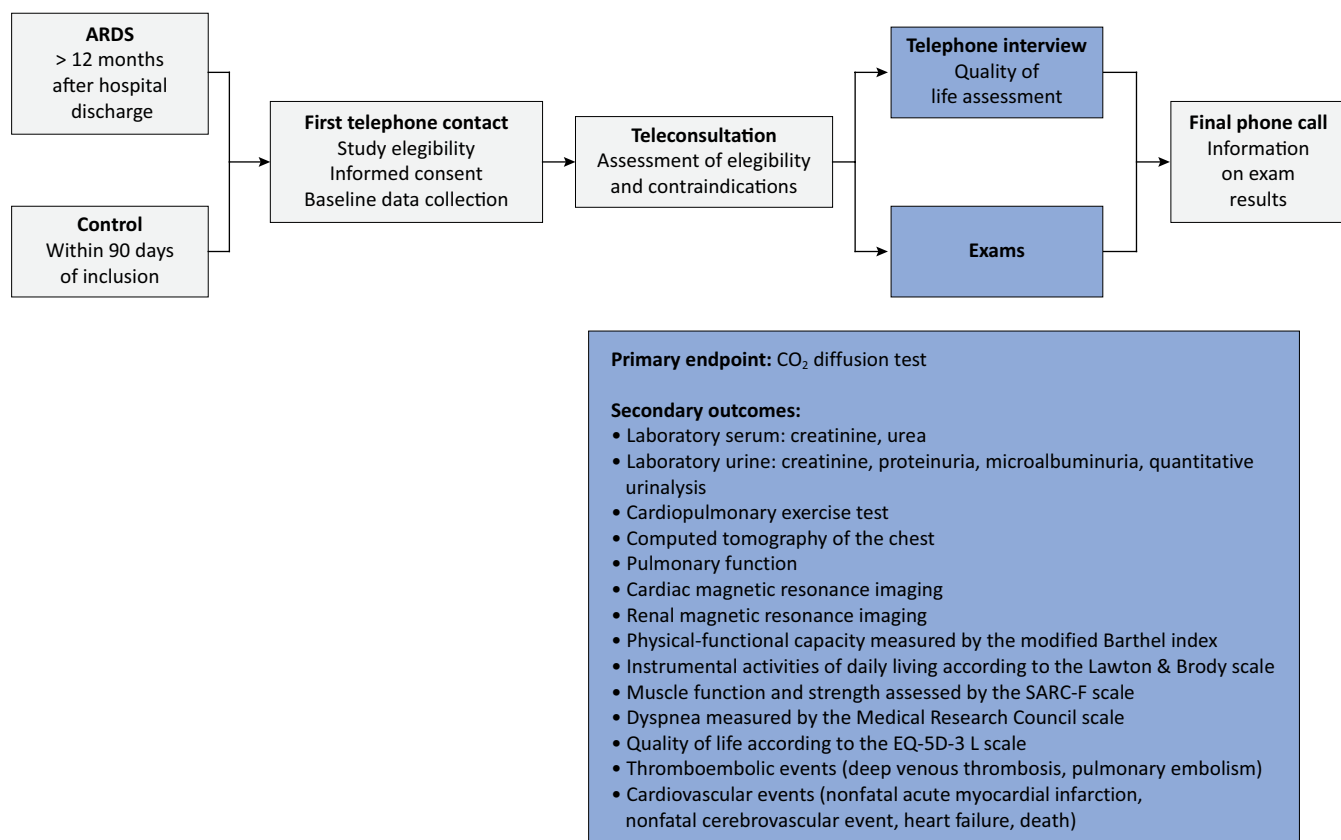 ARDS
> 12 months
after hospital
discharge
Control
Within 90 days
of inclusion
First telephone contact
Study elegibility
Informed consent
Baseline data collection
Teleconsultation
Assessment of elegibility
and contraindications
Telephone interview
Quality of
life assessment
Exams
Final phone call
Information
on exam
results
Primary endpoint: CO₂ diffusion test
Secondary outcomes:
• Laboratory serum: creatinine, urea
• Laboratory urine: creatinine, proteinuria, microalbuminuria, quantitative
urinalysis
• Cardiopulmonary exercise test
• Computed tomography of the chest
• Pulmonary function
• Cardiac magnetic resonance imaging
• Renal magnetic resonance imaging
• Physical-functional capacity measured by the modified Barthel index
• Instrumental activities of daily living according to the Lawton & Brody scale
• Muscle function and strength assessed by the SARC-F scale
• Dyspnea measured by the Medical Research Council scale
• Quality of life according to the EQ-5D-3 L scale
• Thromboembolic events (deep venous thrombosis, pulmonary embolism)
• Cardiovascular events (nonfatal acute myocardial infarction,
nonfatal cerebrovascular event, heart failure, death)